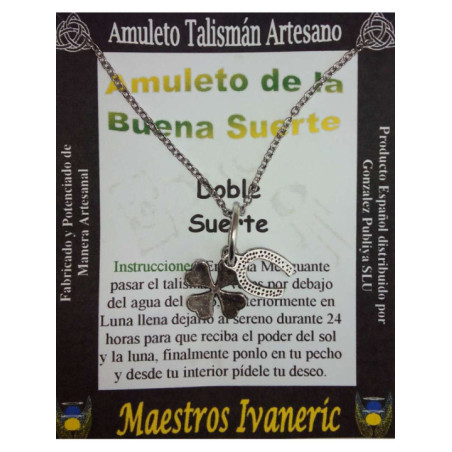 Amuleto Talismán Artesano
Amuleto de la
Buena Suerte
Doble
Suerte
Fabricado y Potenciado de
Manera Artesanal
Producto Español distribuido por
Gonzalez Publiya SLU
Instrucciones: Menguante
pasar el por debajo
del agua del
Luna llena dejarlo al sereno durante 24
horas para que reciba el poder del sol
y la luna, finalmente ponlo en tu pecho
y desde tu interior pídele tu deseo.
Maestros Ivaneric